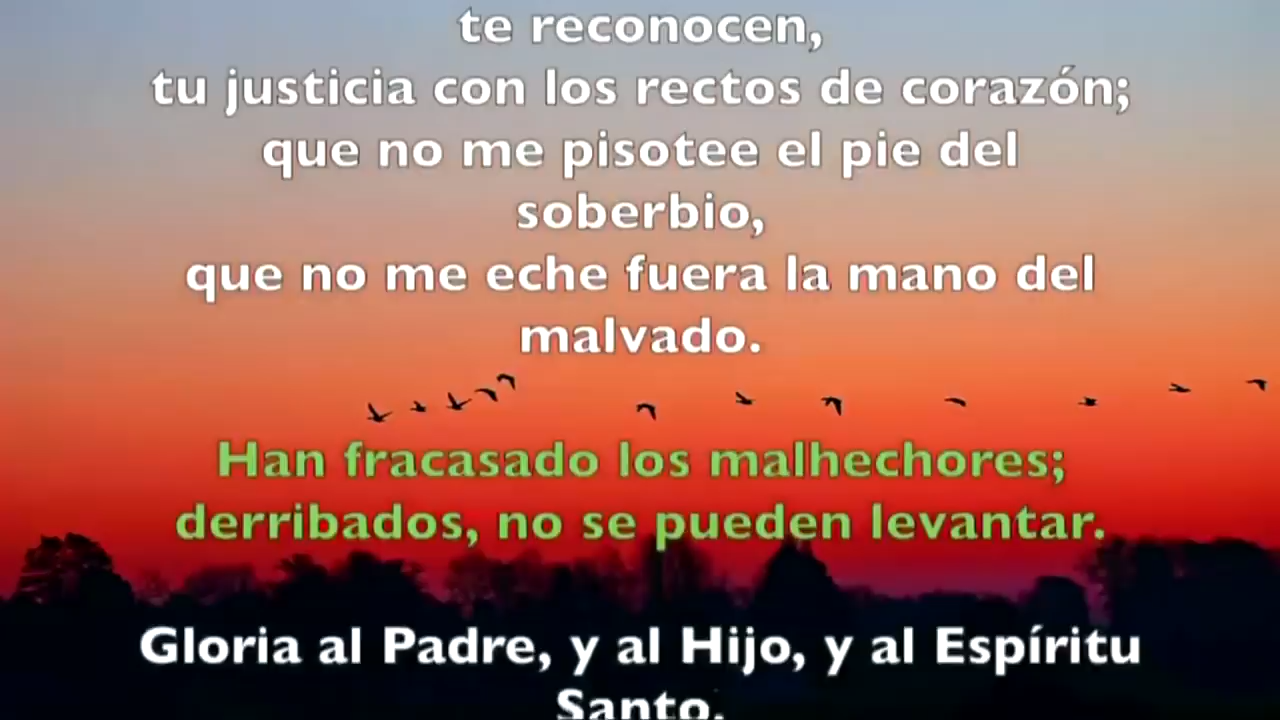 te reconocen,
tu justicia con los rectos de corazón;
que no me pisotee el pie del
soberbio,
que no me eche fuera la mano del
malvado.
Han fracasado los malhechores;
derribados, no se pueden levantar.
Gloria al Padre, y al Hijo, y al Espíritu
Santo.